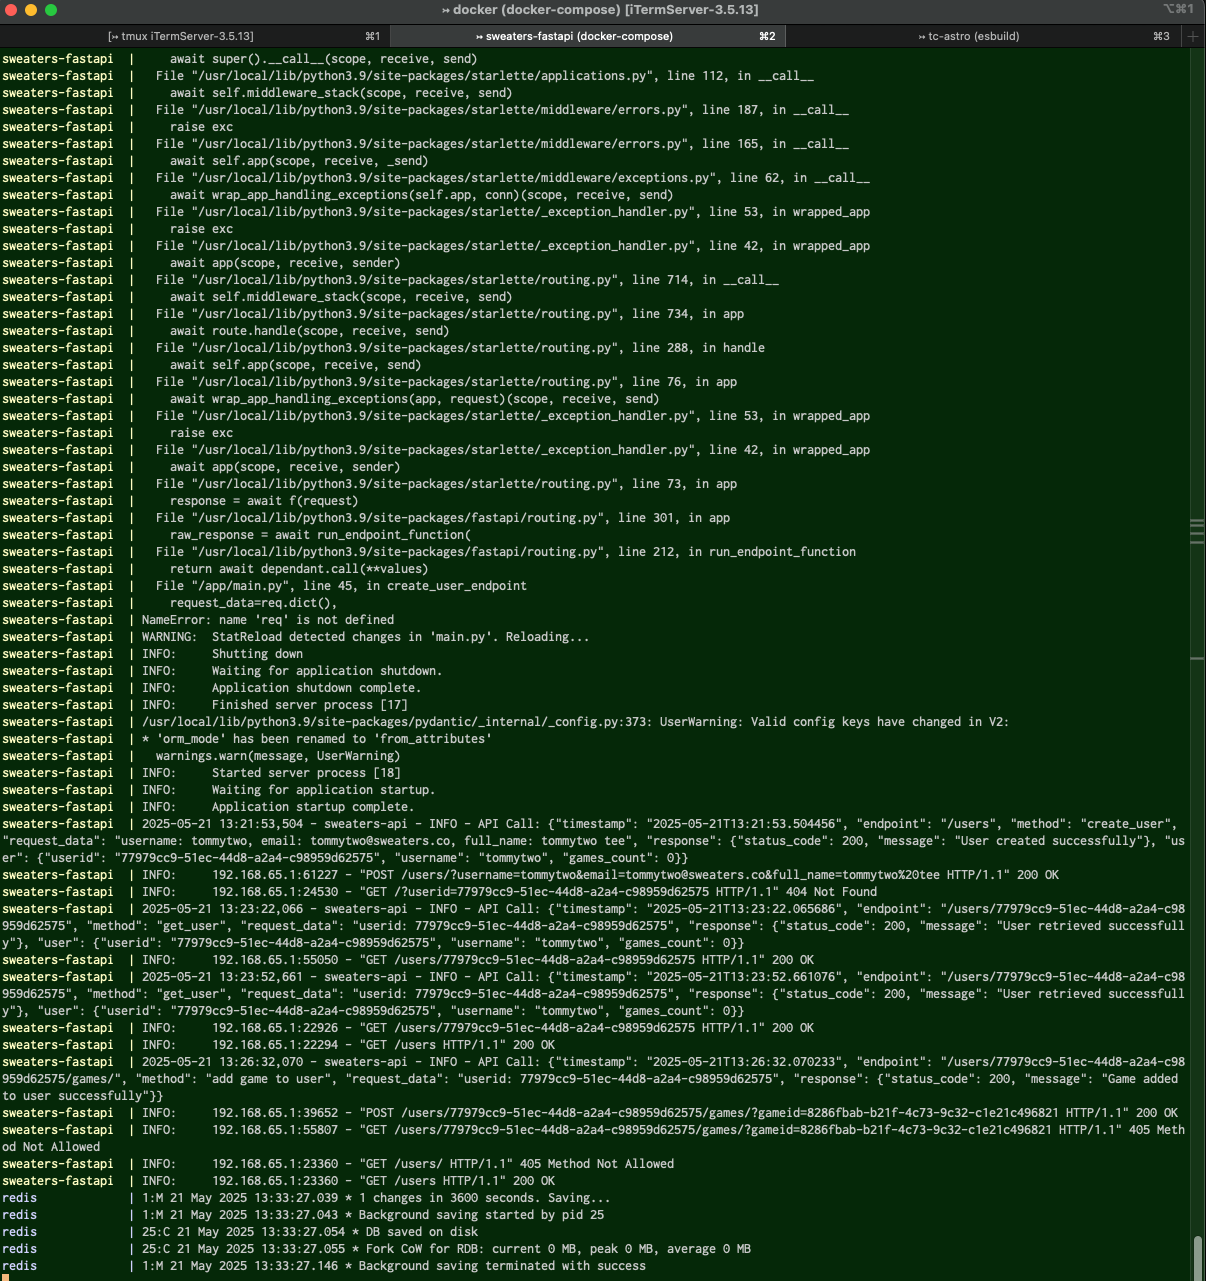 ↣ docker (docker-compose) [iTermServer-3.5.13]
⌥⌘1
[↣ tmux iTermServer-3.5.13] ⌘1
↣ sweaters-fastapi (docker-compose) ⌘2
↣ tc-astro (esbuild) ⌘3
sweaters-fastapi  |     await super().__call__(scope, receive, send)
sweaters-fastapi  |   File "/usr/local/lib/python3.9/site-packages/starlette/applications.py", line 112, in __call__
sweaters-fastapi  |     await self.middleware_stack(scope, receive, send)
sweaters-fastapi  |   File "/usr/local/lib/python3.9/site-packages/starlette/middleware/errors.py", line 187, in __call__
sweaters-fastapi  |     raise exc
sweaters-fastapi  |   File "/usr/local/lib/python3.9/site-packages/starlette/middleware/errors.py", line 165, in __call__
sweaters-fastapi  |     await self.app(scope, receive, _send)
sweaters-fastapi  |   File "/usr/local/lib/python3.9/site-packages/starlette/middleware/exceptions.py", line 62, in __call__
sweaters-fastapi  |     await wrap_app_handling_exceptions(self.app, conn)(scope, receive, send)
sweaters-fastapi  |   File "/usr/local/lib/python3.9/site-packages/starlette/_exception_handler.py", line 53, in wrapped_app
sweaters-fastapi  |     raise exc
sweaters-fastapi  |   File "/usr/local/lib/python3.9/site-packages/starlette/_exception_handler.py", line 42, in wrapped_app
sweaters-fastapi  |     await app(scope, receive, sender)
sweaters-fastapi  |   File "/usr/local/lib/python3.9/site-packages/starlette/routing.py", line 714, in __call__
sweaters-fastapi  |     await self.middleware_stack(scope, receive, send)
sweaters-fastapi  |   File "/usr/local/lib/python3.9/site-packages/starlette/routing.py", line 734, in app
sweaters-fastapi  |     await route.handle(scope, receive, send)
sweaters-fastapi  |   File "/usr/local/lib/python3.9/site-packages/starlette/routing.py", line 288, in handle
sweaters-fastapi  |     await self.app(scope, receive, send)
sweaters-fastapi  |   File "/usr/local/lib/python3.9/site-packages/starlette/routing.py", line 76, in app
sweaters-fastapi  |     await wrap_app_handling_exceptions(app, request)(scope, receive, send)
sweaters-fastapi  |   File "/usr/local/lib/python3.9/site-packages/starlette/_exception_handler.py", line 53, in wrapped_app
sweaters-fastapi  |     raise exc
sweaters-fastapi  |   File "/usr/local/lib/python3.9/site-packages/starlette/_exception_handler.py", line 42, in wrapped_app
sweaters-fastapi  |     await app(scope, receive, sender)
sweaters-fastapi  |   File "/usr/local/lib/python3.9/site-packages/starlette/routing.py", line 73, in app
sweaters-fastapi  |     response = await f(request)
sweaters-fastapi  |   File "/usr/local/lib/python3.9/site-packages/fastapi/routing.py", line 301, in app
sweaters-fastapi  |     raw_response = await run_endpoint_function(
sweaters-fastapi  |   File "/usr/local/lib/python3.9/site-packages/fastapi/routing.py", line 212, in run_endpoint_function
sweaters-fastapi  |     return await dependant.call(**values)
sweaters-fastapi  |   File "/app/main.py", line 45, in create_user_endpoint
sweaters-fastapi  |     request_data=req.dict(),
sweaters-fastapi  | NameError: name 'req' is not defined
sweaters-fastapi  | WARNING:  StatReload detected changes in 'main.py'. Reloading...
sweaters-fastapi  | INFO:     Shutting down
sweaters-fastapi  | INFO:     Waiting for application shutdown.
sweaters-fastapi  | INFO:     Application shutdown complete.
sweaters-fastapi  | INFO:     Finished server process [17]
sweaters-fastapi  | /usr/local/lib/python3.9/site-packages/pydantic/_internal/_config.py:373: UserWarning: Valid config keys have changed in V2:
sweaters-fastapi  | * 'orm_mode' has been renamed to 'from_attributes'
sweaters-fastapi  |   warnings.warn(message, UserWarning)
sweaters-fastapi  | INFO:     Started server process [18]
sweaters-fastapi  | INFO:     Waiting for application startup.
sweaters-fastapi  | INFO:     Application startup complete.
sweaters-fastapi  | 2025-05-21 13:21:53,504 - sweaters-api - INFO - API Call: {"timestamp": "2025-05-21T13:21:53.504456", "endpoint": "/users", "method": "create_user",
"request_data": "username: tommytwo, email: tommytwo@sweaters.co, full_name: tommytwo tee", "response": {"status_code": 200, "message": "User created successfully"}, "us
er": {"userid": "77979cc9-51ec-44d8-a2a4-c98959d62575", "username": "tommytwo", "games_count": 0}}
sweaters-fastapi  | INFO:     192.168.65.1:61227 - "POST /users/?username=tommytwo&email=tommytwo@sweaters.co&full_name=tommytwo%20tee HTTP/1.1" 200 OK
sweaters-fastapi  | INFO:     192.168.65.1:24530 - "GET /?userid=77979cc9-51ec-44d8-a2a4-c98959d62575 HTTP/1.1" 404 Not Found
sweaters-fastapi  | 2025-05-21 13:23:22,066 - sweaters-api - INFO - API Call: {"timestamp": "2025-05-21T13:23:22.065686", "endpoint": "/users/77979cc9-51ec-44d8-a2a4-c98
959d62575", "method": "get_user", "request_data": "userid: 77979cc9-51ec-44d8-a2a4-c98959d62575", "response": {"status_code": 200, "message": "User retrieved successfull
y"}, "user": {"userid": "77979cc9-51ec-44d8-a2a4-c98959d62575", "username": "tommytwo", "games_count": 0}}
sweaters-fastapi  | INFO:     192.168.65.1:55050 - "GET /users/77979cc9-51ec-44d8-a2a4-c98959d62575 HTTP/1.1" 200 OK
sweaters-fastapi  | 2025-05-21 13:23:52,661 - sweaters-api - INFO - API Call: {"timestamp": "2025-05-21T13:23:52.661076", "endpoint": "/users/77979cc9-51ec-44d8-a2a4-c98
959d62575", "method": "get_user", "request_data": "userid: 77979cc9-51ec-44d8-a2a4-c98959d62575", "response": {"status_code": 200, "message": "User retrieved successfull
y"}, "user": {"userid": "77979cc9-51ec-44d8-a2a4-c98959d62575", "username": "tommytwo", "games_count": 0}}
sweaters-fastapi  | INFO:     192.168.65.1:22926 - "GET /users/77979cc9-51ec-44d8-a2a4-c98959d62575 HTTP/1.1" 200 OK
sweaters-fastapi  | INFO:     192.168.65.1:22294 - "GET /users HTTP/1.1" 200 OK
sweaters-fastapi  | 2025-05-21 13:26:32,070 - sweaters-api - INFO - API Call: {"timestamp": "2025-05-21T13:26:32.070233", "endpoint": "/users/77979cc9-51ec-44d8-a2a4-c98
959d62575/games/", "method": "add game to user", "request_data": "userid: 77979cc9-51ec-44d8-a2a4-c98959d62575", "response": {"status_code": 200, "message": "Game added
to user successfully"}}
sweaters-fastapi  | INFO:     192.168.65.1:39652 - "POST /users/77979cc9-51ec-44d8-a2a4-c98959d62575/games/?gameid=8286fbab-b21f-4c73-9c32-c1e21c496821 HTTP/1.1" 200 OK
sweaters-fastapi  | INFO:     192.168.65.1:55807 - "GET /users/77979cc9-51ec-44d8-a2a4-c98959d62575/games/?gameid=8286fbab-b21f-4c73-9c32-c1e21c496821 HTTP/1.1" 405 Meth
od Not Allowed
sweaters-fastapi  | INFO:     192.168.65.1:23360 - "GET /users/ HTTP/1.1" 405 Method Not Allowed
sweaters-fastapi  | INFO:     192.168.65.1:23360 - "GET /users HTTP/1.1" 200 OK
redis             | 1:M 21 May 2025 13:33:27.039 * 1 changes in 3600 seconds. Saving...
redis             | 1:M 21 May 2025 13:33:27.043 * Background saving started by pid 25
redis             | 25:C 21 May 2025 13:33:27.054 * DB saved on disk
redis             | 25:C 21 May 2025 13:33:27.055 * Fork CoW for RDB: current 0 MB, peak 0 MB, average 0 MB
redis             | 1:M 21 May 2025 13:33:27.146 * Background saving terminated with success